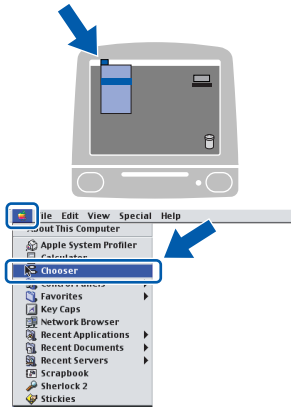 File Edit View Special Help
About This Computer
Apple System Profiler
Calculator
Chooser
Control Panels
Favorites
Key Caps
Network Browser
Recent Applications
Recent Documents
Recent Servers
Scrapbook
Sherlock 2
Stickies